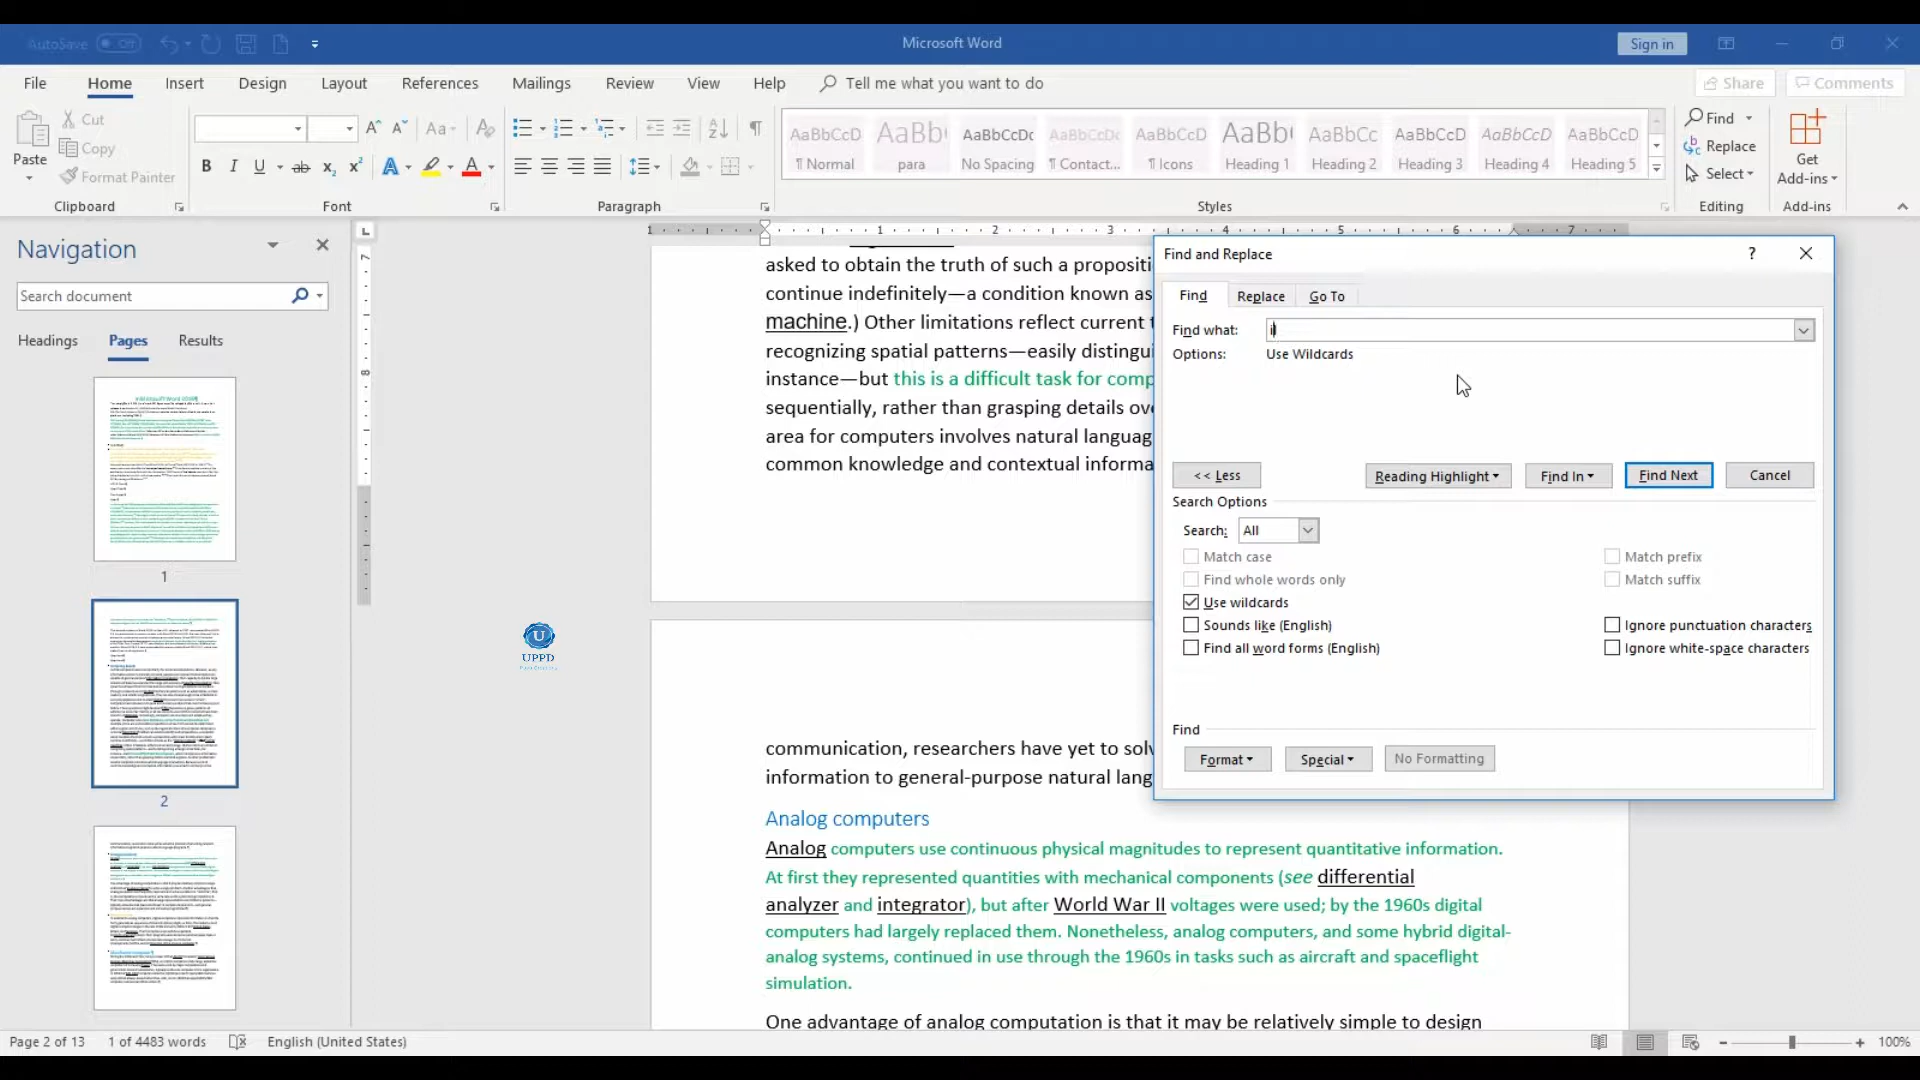 AutoSave Off
Microsoft Word
Sign in
File Home Insert Design Layout References Mailings Review View Help Tell me what you want to do
Share Comments
Paste
Cut
Copy
Format Painter
Clipboard
Font
Paragraph
AaBbCcD AaBb( AaBbCcDc AaBbCcDc AaBbCcD AaBb( AaBbCc AaBbCcD AaBbCcD AaBbCcD
¶ Normal para No Spacing ¶ Contact... ¶ Icons Heading 1 Heading 2 Heading 3 Heading 4 Heading 5
Styles
Find
Replace
Select
Editing
Get
Add-ins
Add-ins
Navigation
Search document
Headings Pages Results
1
2
1 1 2 3 4 5 6 7
7
8
asked to obtain the truth of such a propositi
continue indefinitely—a condition known as
machine.) Other limitations reflect current t
recognizing spatial patterns—easily distingui
instance—but this is a difficult task for comp
sequentially, rather than grasping details ov
area for computers involves natural languag
common knowledge and contextual informa
U
UPPD
communication, researchers have yet to solv
information to general-purpose natural lang
Analog computers
Analog computers use continuous physical magnitudes to represent quantitative information.
At first they represented quantities with mechanical components (see differential
analyzer and integrator), but after World War II voltages were used; by the 1960s digital
computers had largely replaced them. Nonetheless, analog computers, and some hybrid digital-
analog systems, continued in use through the 1960s in tasks such as aircraft and spaceflight
simulation.
One advantage of analog computation is that it may be relatively simple to design
Find and Replace
?
Find Replace Go To
Find what: i
Options: Use Wildcards
<< Less Reading Highlight Find In Find Next Cancel
Search Options
Search: All
Match case
Find whole words only
Use wildcards
Sounds like (English)
Find all word forms (English)
Match prefix
Match suffix
Ignore punctuation characters
Ignore white-space characters
Find
Format Special No Formatting
Page 2 of 13 1 of 4483 words English (United States)
100%